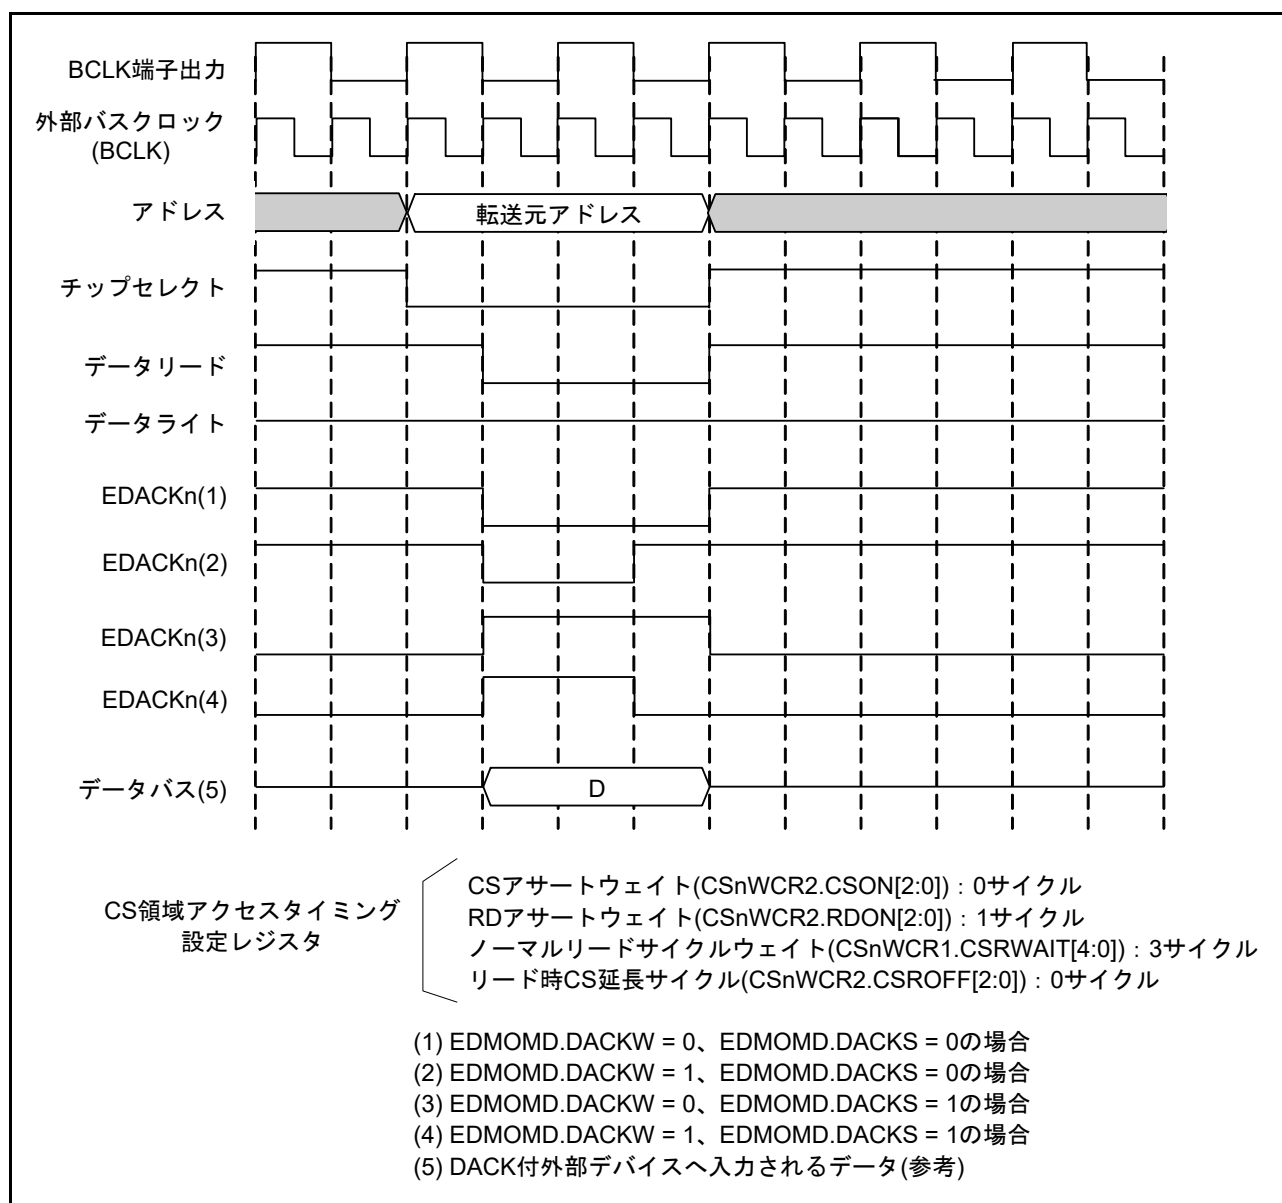 BCLK端子出力
外部バスクロック
(BCLK)
アドレス
転送元アドレス
チップセレクト
データリード
データライト
EDACKn(1)
EDACKn(2)
EDACKn(3)
EDACKn(4)
データバス(5)
D
CS領域アクセスタイミング
設定レジスタ
CSアサートウェイト(CSnWCR2.CSON[2:0]):0サイクル
RDアサートウェイト(CSnWCR2.RDON[2:0]):1サイクル
ノーマルリードサイクルウェイト(CSnWCR1.CSRWAIT[4:0]):3サイクル
リード時CS延長サイクル(CSnWCR2.CSROFF[2:0]):0サイクル
(1) EDMOMD.DACKW = 0、EDMOMD.DACKS = 0の場合
(2) EDMOMD.DACKW = 1、EDMOMD.DACKS = 0の場合
(3) EDMOMD.DACKW = 0、EDMOMD.DACKS = 1の場合
(4) EDMOMD.DACKW = 1、EDMOMD.DACKS = 1の場合
(5) DACK付外部デバイスへ入力されるデータ(参考)